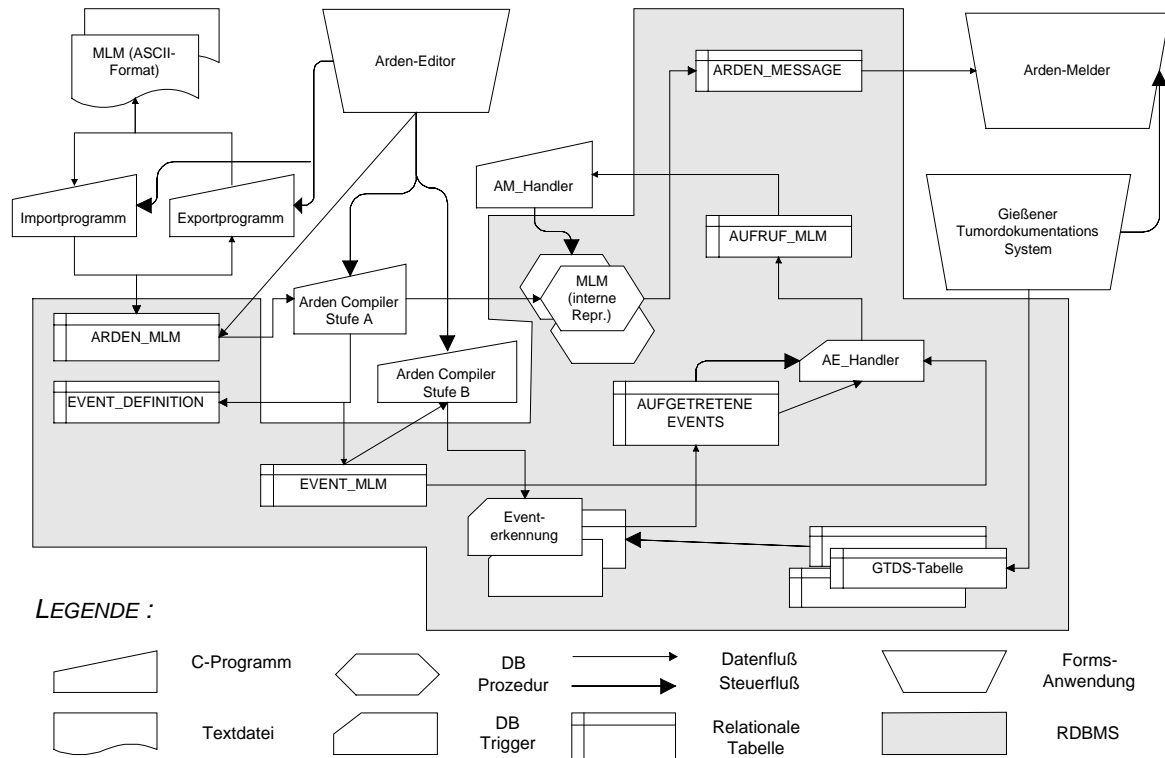 MLM (ASCII-
Format)
Arden-Editor
ARDEN_MESSAGE
Arden-Melder
Importprogramm
Exportprogramm
AM_Handler
AUFRUF_MLM
Gießener
Tumordokumentations
System
MLM
(interne
Repr.)
Arden Compiler
Stufe A
ARDEN_MLM
Arden Compiler
Stufe B
AE_Handler
EVENT_DEFINITION
AUFGETRETENE
EVENTS
EVENT_MLM
Event-
erkennung
GTDS-Tabelle
LEGENDE :
C-Programm
DB
Prozedur
Datenfluß
Steuerfluß
Forms-
Anwendung
Textdatei
DB
Trigger
Relationale
Tabelle
RDBMS